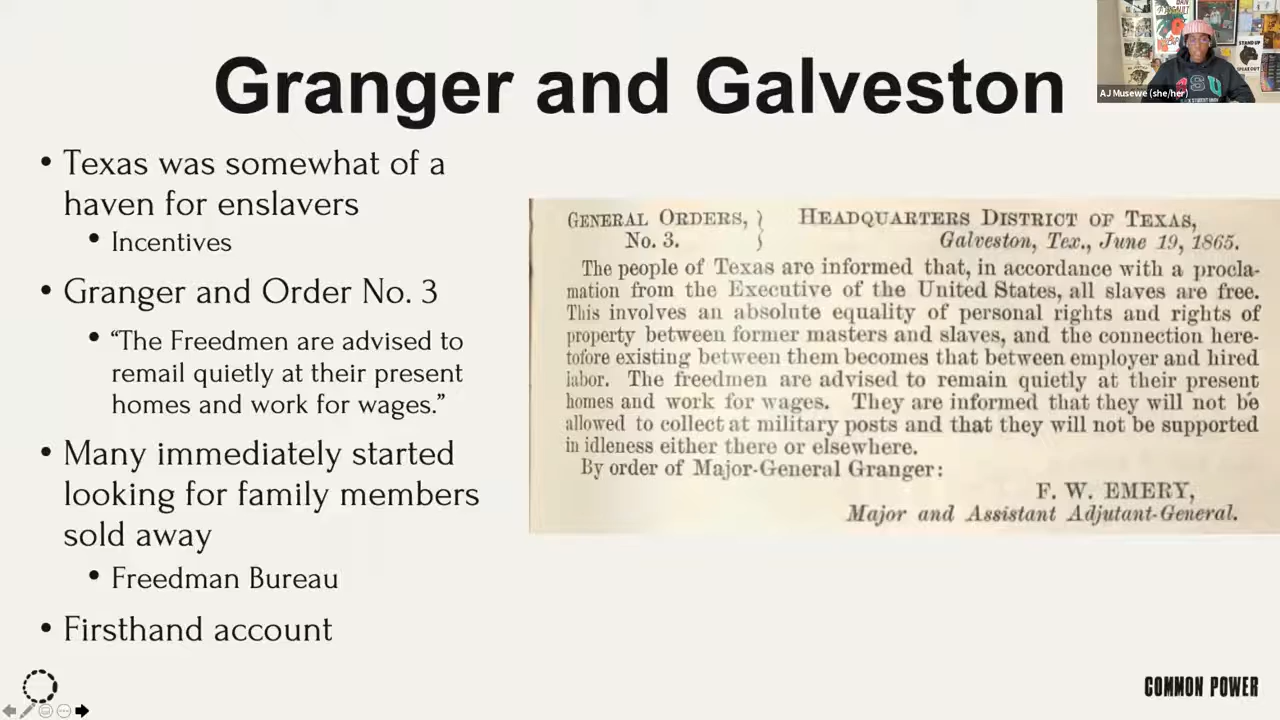 Granger and Galveston
• Texas was somewhat of a
haven for enslavers
• Incentives
• Granger and Order No. 3
• “The Freedmen are advised to
remail quietly at their present
homes and work for wages.”
• Many immediately started
looking for family members
sold away
• Freedman Bureau
• Firsthand account
GENERAL ORDERS, } HEADQUARTERS DISTRICT OF TEXAS,
No. 3. } Galveston, Tex., June 19, 1865.
The people of Texas are informed that, in accordance with a procla-
mation from the Executive of the United States, all slaves are free.
This involves an absolute equality of personal rights and rights of
property between former masters and slaves, and the connection here-
tofore existing between them becomes that between employer and hired
labor. The freedmen are advised to remain quietly at their present
homes and work for wages. They are informed that they will not be
allowed to collect at military posts and that they will not be supported
in idleness either there or elsewhere.
By order of Major-General Granger:
F. W. EMERY,
Major and Assistant Adjutant-General.
AJ Musewe (she/her)
STAND UP
SPEAK OUT
ASU
COMMON POWER